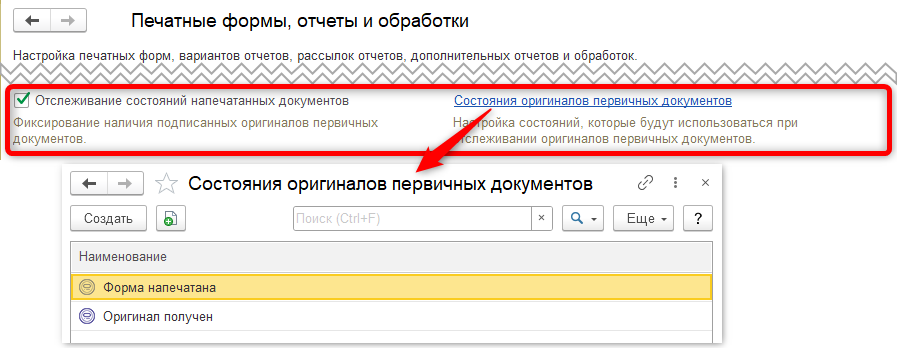 Печатные формы, отчеты и обработки
Настройка печатных форм, вариантов отчетов, рассылок отчетов, дополнительных отчетов и обработок.
Отслеживание состояний напечатанных документов
Состояния оригиналов первичных документов
Фиксирование наличия подписанных оригиналов первичных
документов.
Настройка состояний, которые будут использоваться при
отслеживании оригиналов первичных документов.
Состояния оригиналов первичных документов
Создать
Поиск (Ctrl+F)
×
Еще
?
Наименование
Форма напечатана
Оригинал получен